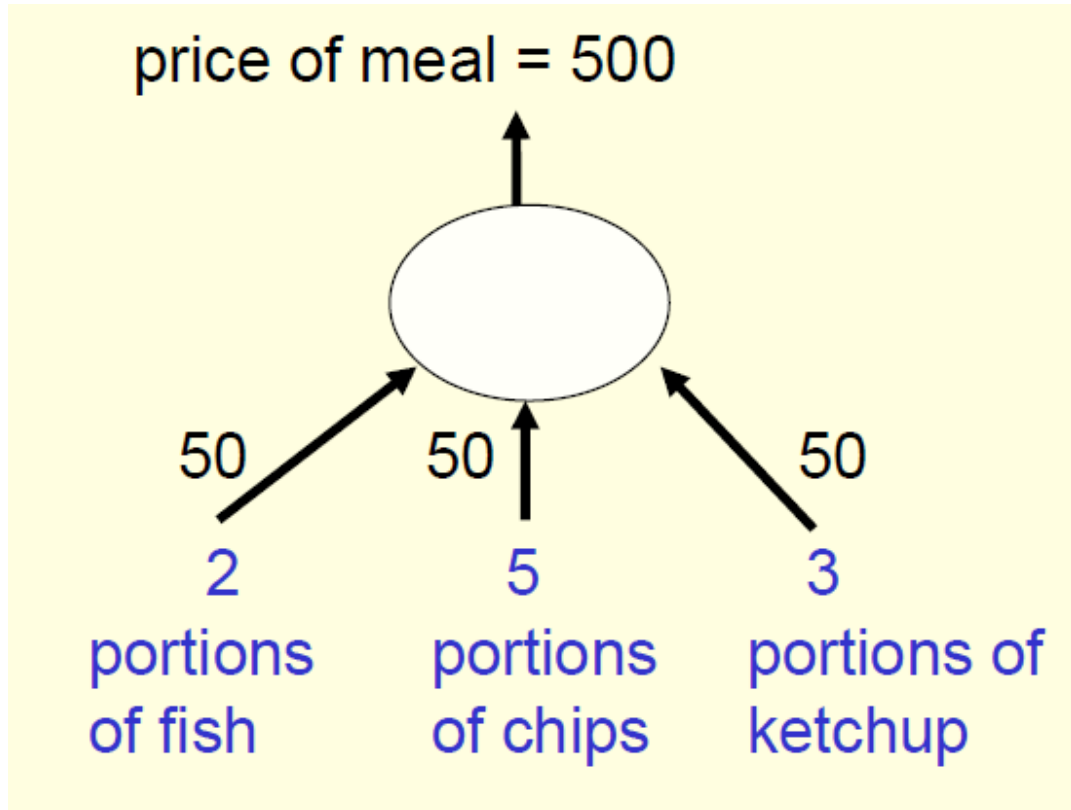 price of meal = 500
50 50 50
2 5 3
portions portions portions of
of fish of chips ketchup